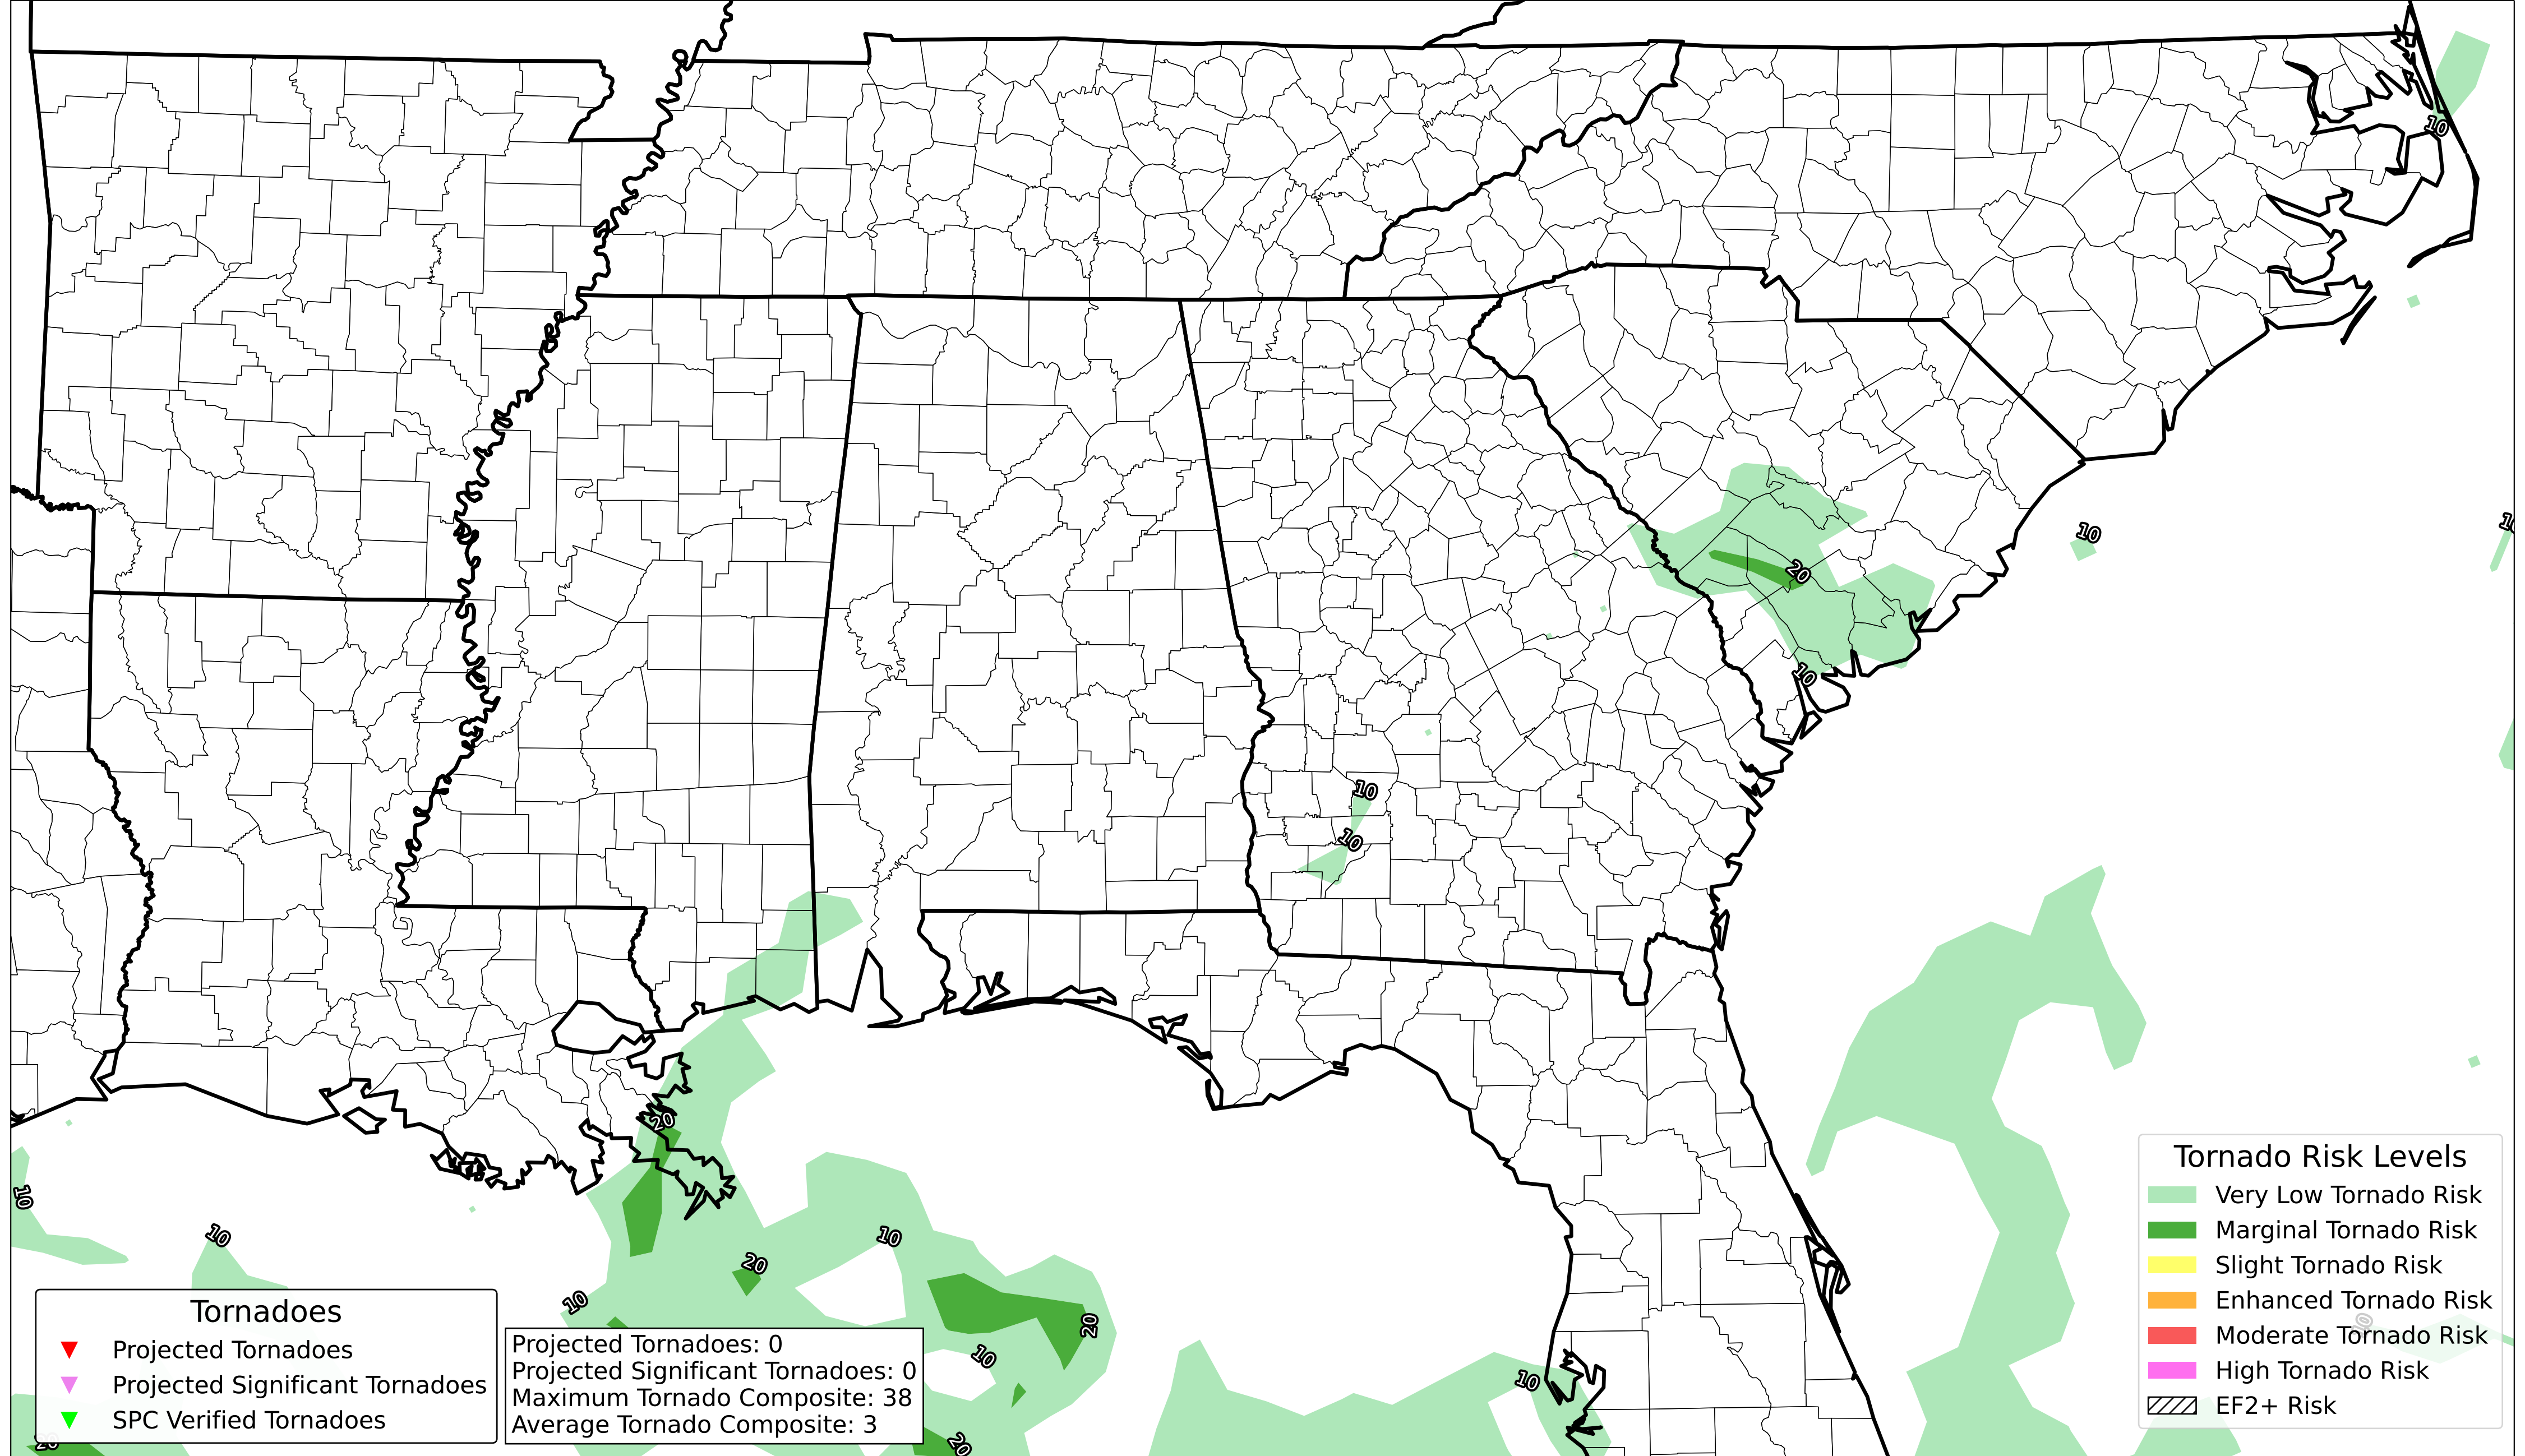 10
10
10
20
10
10
10
20
10
10
20
10
20
10
20
10
10
20
20
10
Tornado Risk Levels
Very Low Tornado Risk
Marginal Tornado Risk
Slight Tornado Risk
Enhanced Tornado Risk
Moderate Tornado Risk
High Tornado Risk
EF2+ Risk
Tornadoes
Projected Tornadoes
Projected Significant Tornadoes
SPC Verified Tornadoes
Projected Tornadoes: 0
Projected Significant Tornadoes: 0
Maximum Tornado Composite: 38
Average Tornado Composite: 3